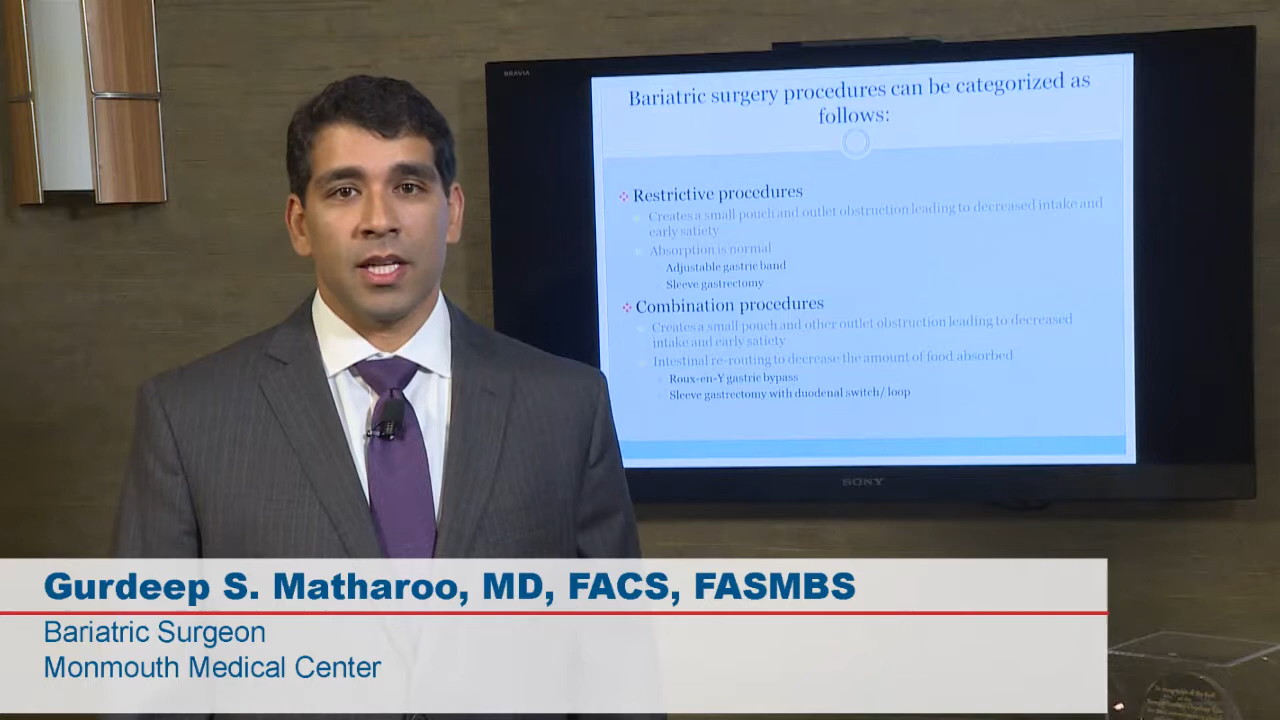 BRAVIA
Bariatric surgery procedures can be categorized as
follows:
Restrictive procedures
Creates a small pouch and outlet obstruction leading to decreased intake and
early satiety
Absorption is normal
Adjustable gastric band
Sleeve gastrectomy
Combination procedures
Creates a small pouch and other outlet obstruction leading to decreased
intake and early satiety
Intestinal re-routing to decrease the amount of food absorbed
Roux-en-Y gastric bypass
Sleeve gastrectomy with duodenal switch/ loop
SONY
Gurdeep S. Matharoo, MD, FACS, FASMBS
Bariatric Surgeon
Monmouth Medical Center